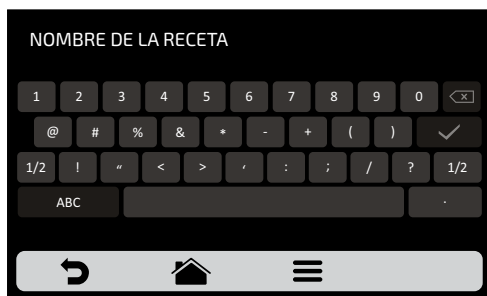 NOMBRE DE LA RECETA
1 2 3 4 5 6 7 8 9 0
@ # % & * - + ( )
1/2 ! “ < > ‘ : ; / ? 1/2
ABC .